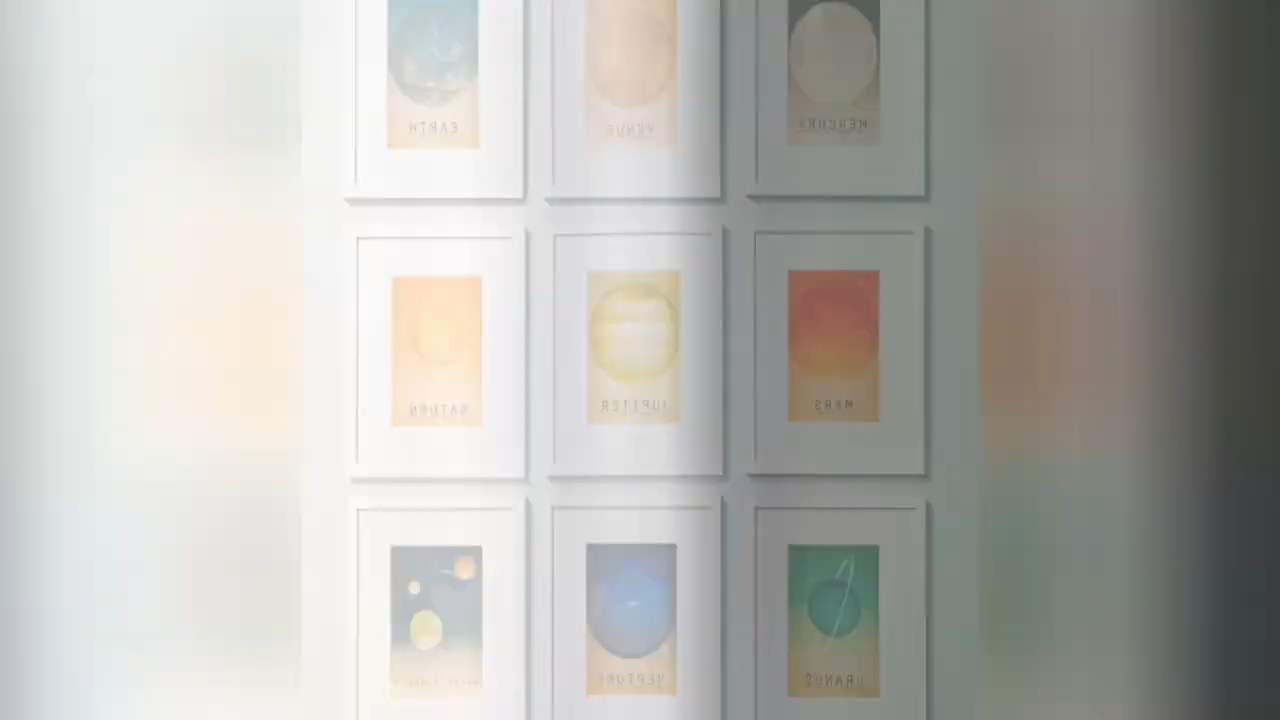 MERCURY
VENUS
EARTH
MARS
JUPITER
SATURN
URANUS
NEPTUNE